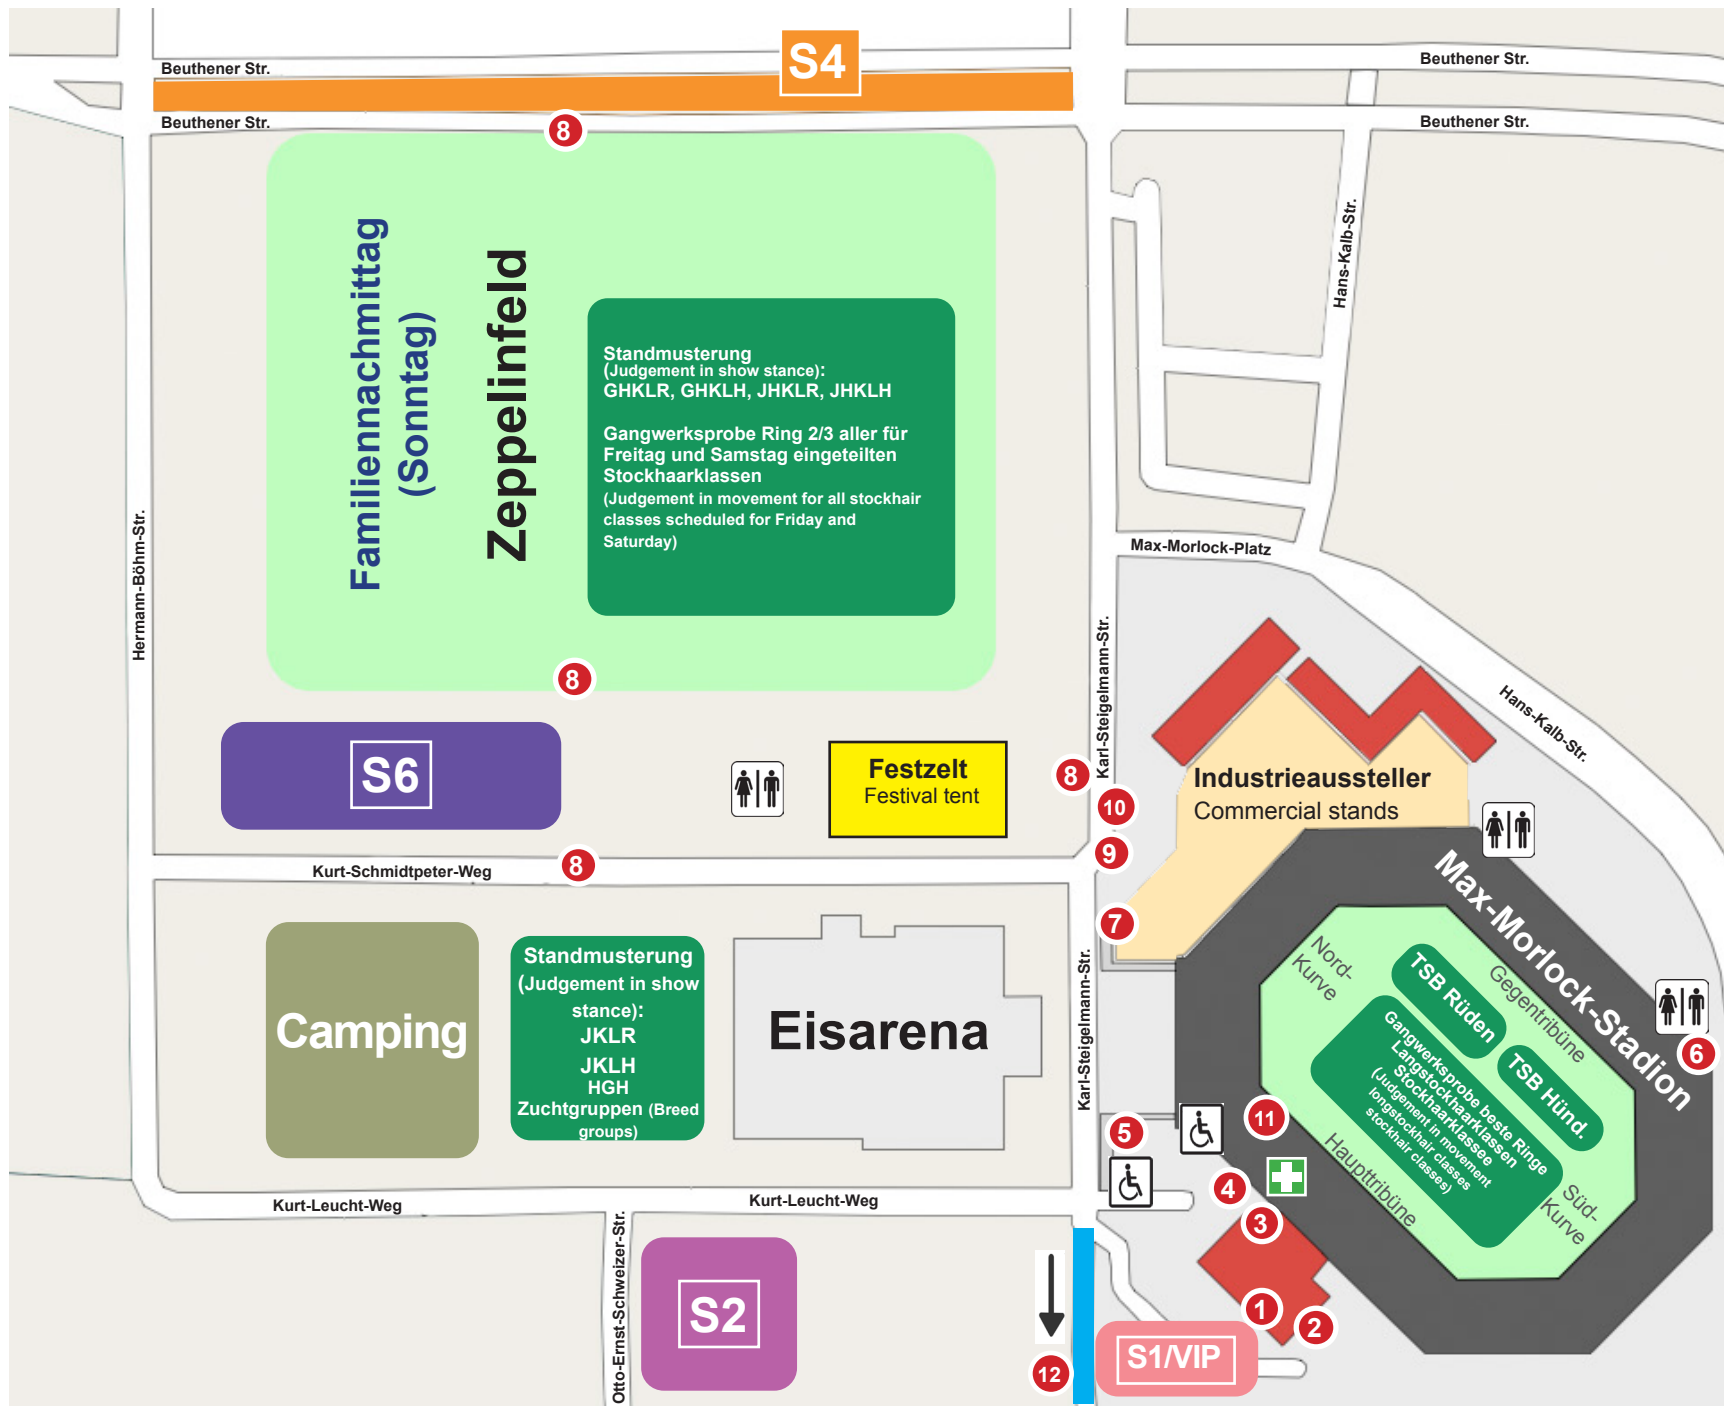 Beuthener Str.
S4
Beuthener Str.
Beuthener Str.
Beuthener Str.
8
Familiennachmittag
(Sonntag)
Zeppelinfeld
Standmusterung
(Judgement in show stance):
GHKLR, GHKLH, JHKLR, JHKLH
Gangwerksprobe Ring 2/3 aller für
Freitag und Samstag eingeteilten
Stockhaarklassen
(Judgement in movement for all stockhair
classes scheduled for Friday and
Saturday)
Hans-Kalb-Str.
Hermann-Böhm-Str.
Max-Morlock-Platz
Karl-Steigelmann-Str.
8
Hans-Kalb-Str.
S6
Festzelt
Festival tent
8
10
9
7
Industrieaussteller
Commercial stands
8
Kurt-Schmidtpeter-Weg
Camping
Standmusterung
(Judgement in show
stance):
JKLR
JKLH
HGH
Zuchtgruppen (Breed
groups)
Eisarena
Karl-Steigelmann-Str.
Max-Morlock-Stadion
Nord-
Kurve
Gegentribüne
TSB Rüden
TSB Hünd.
Gangwerksprobe beste Ringe
Langstockhaarklassen
Stockhaarklassee
(Judgement in movement
longstockhair classes
stockhair classes)
Haupttribüne
Süd-
Kurve
6
11
5
4
3
1
2
Kurt-Leucht-Weg
Kurt-Leucht-Weg
Otto-Ernst-Schweizer-Str.
S2
12
S1/VIP